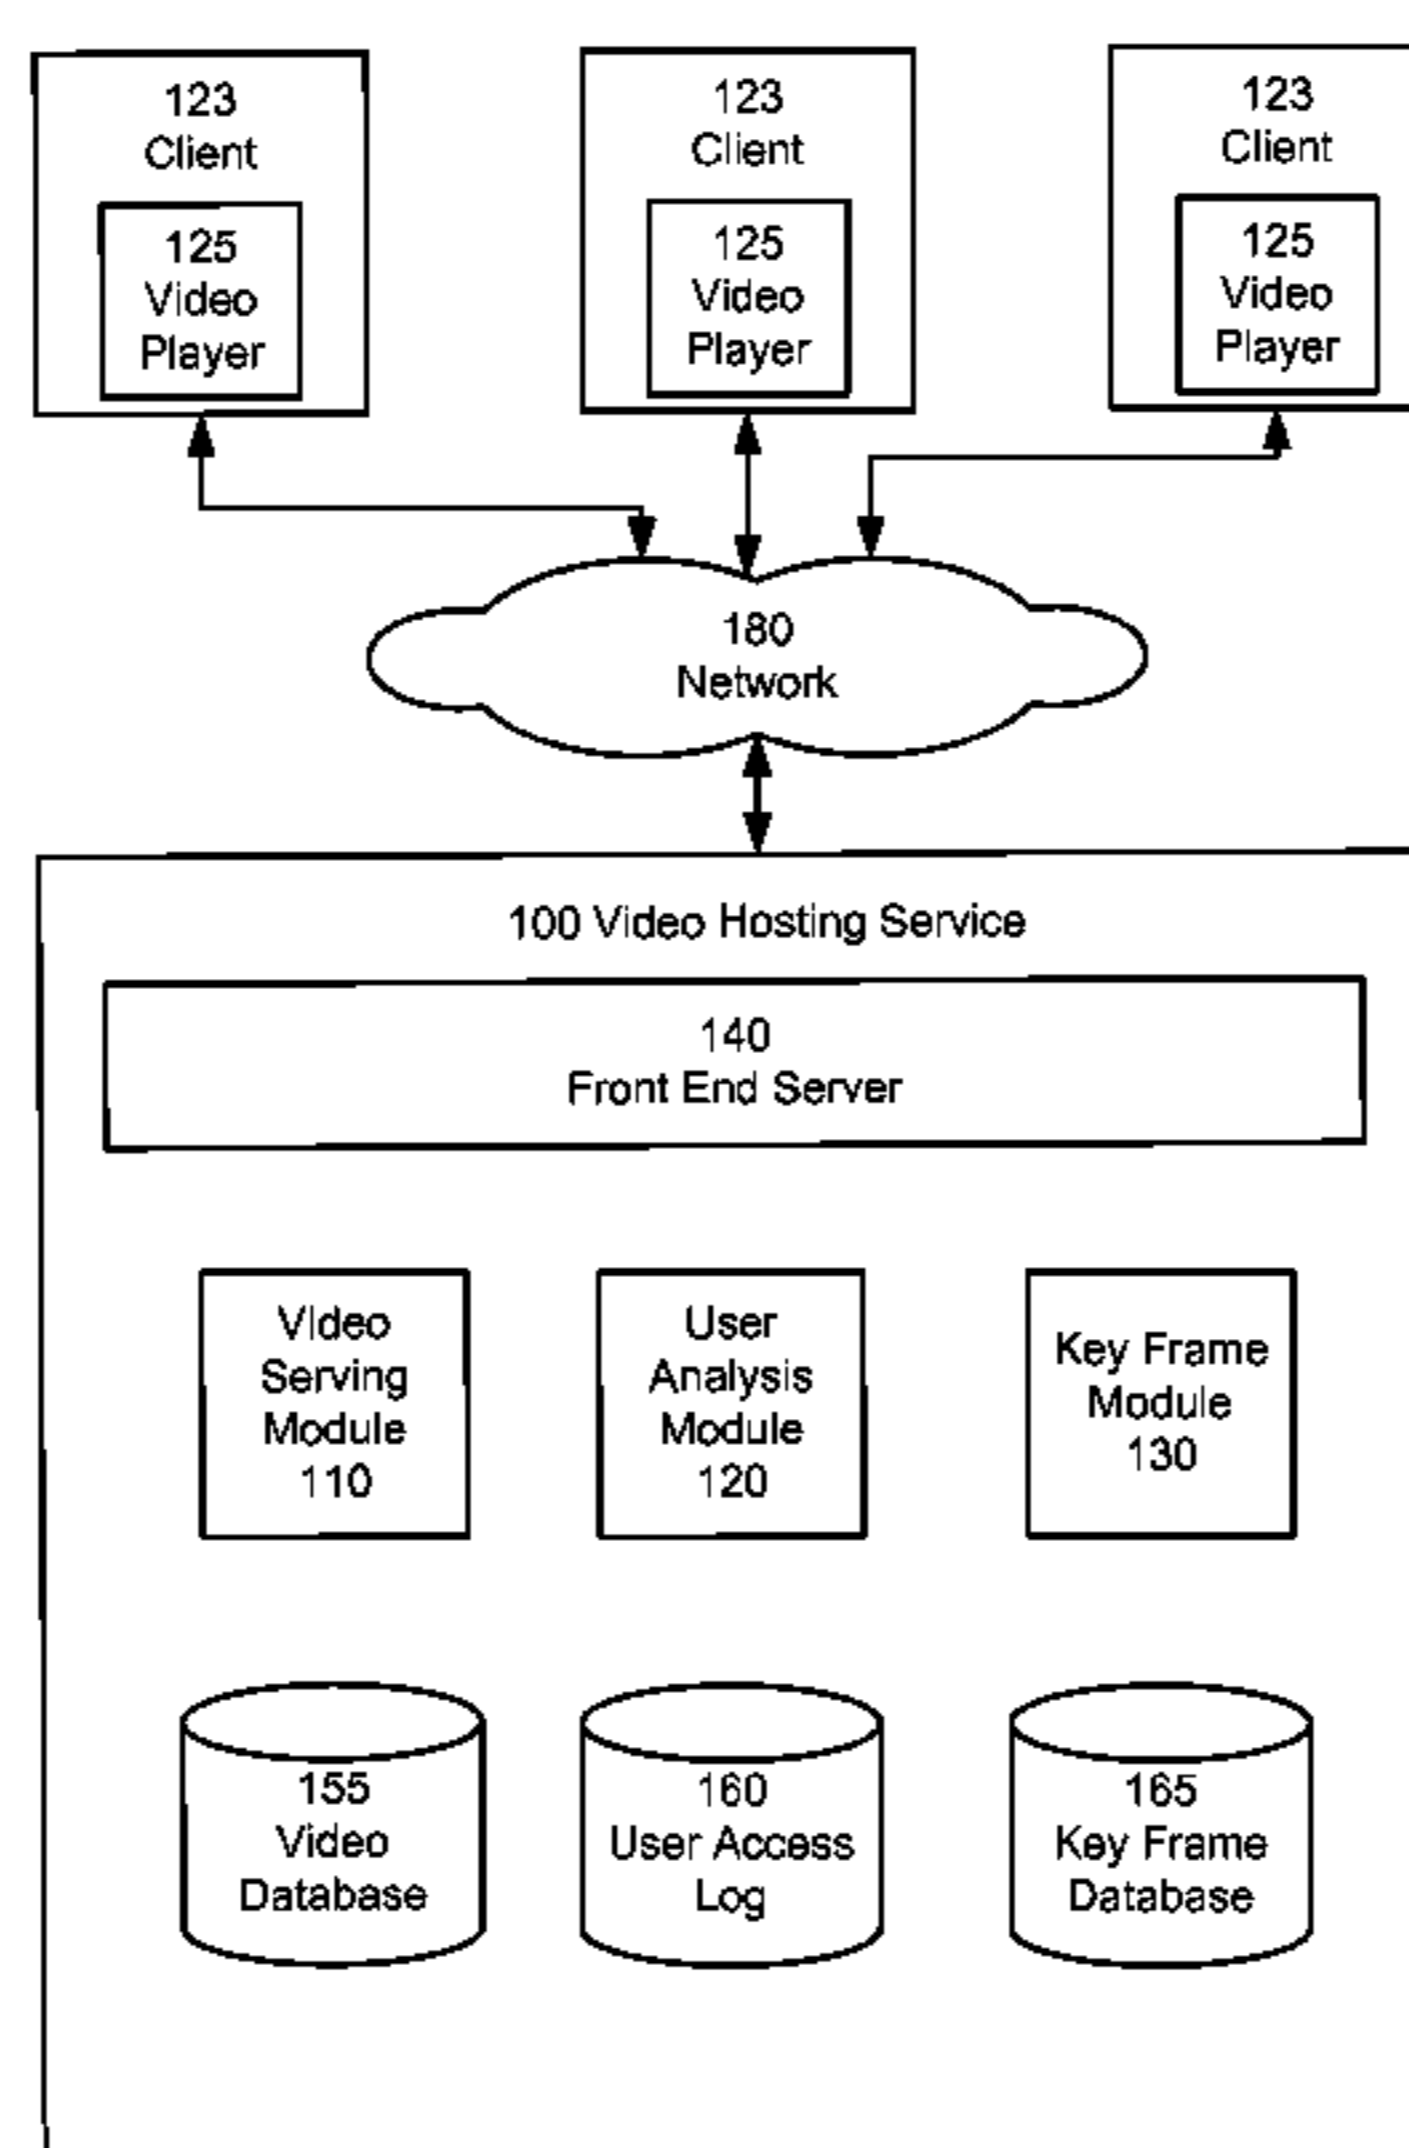 123
Client
125
Video
Player
123
Client
125
Video
Player
123
Client
125
Video
Player
180
Network
100 Video Hosting Service
140
Front End Server
VIdeo
Serving
Module
110
User
Analysis
Module
120
Key Frame
Module
130
155
Video
Database
160
User Access
Log
165
Key Frame
Database